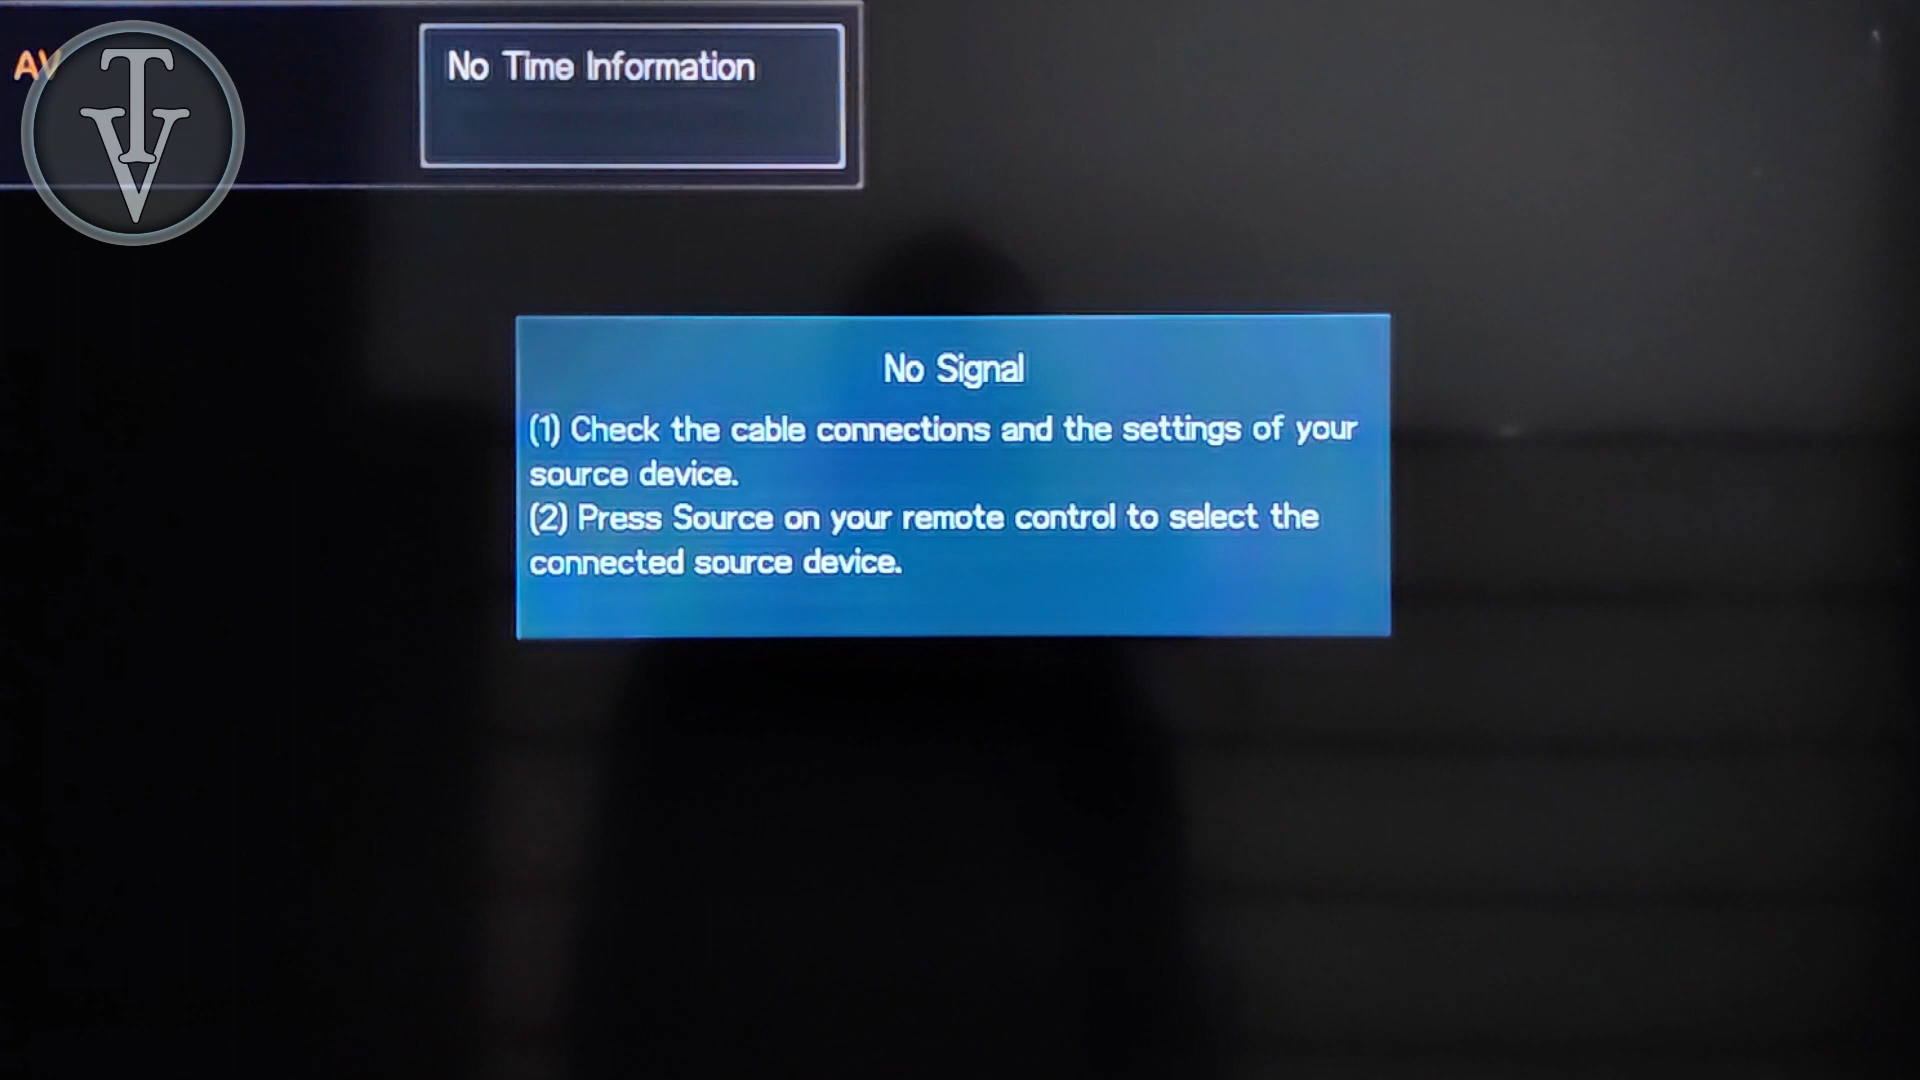 AV
No Time Information
TV
No Signal
(1) Check the cable connections and the settings of your
source device.
(2) Press Source on your remote control to select the
connected source device.